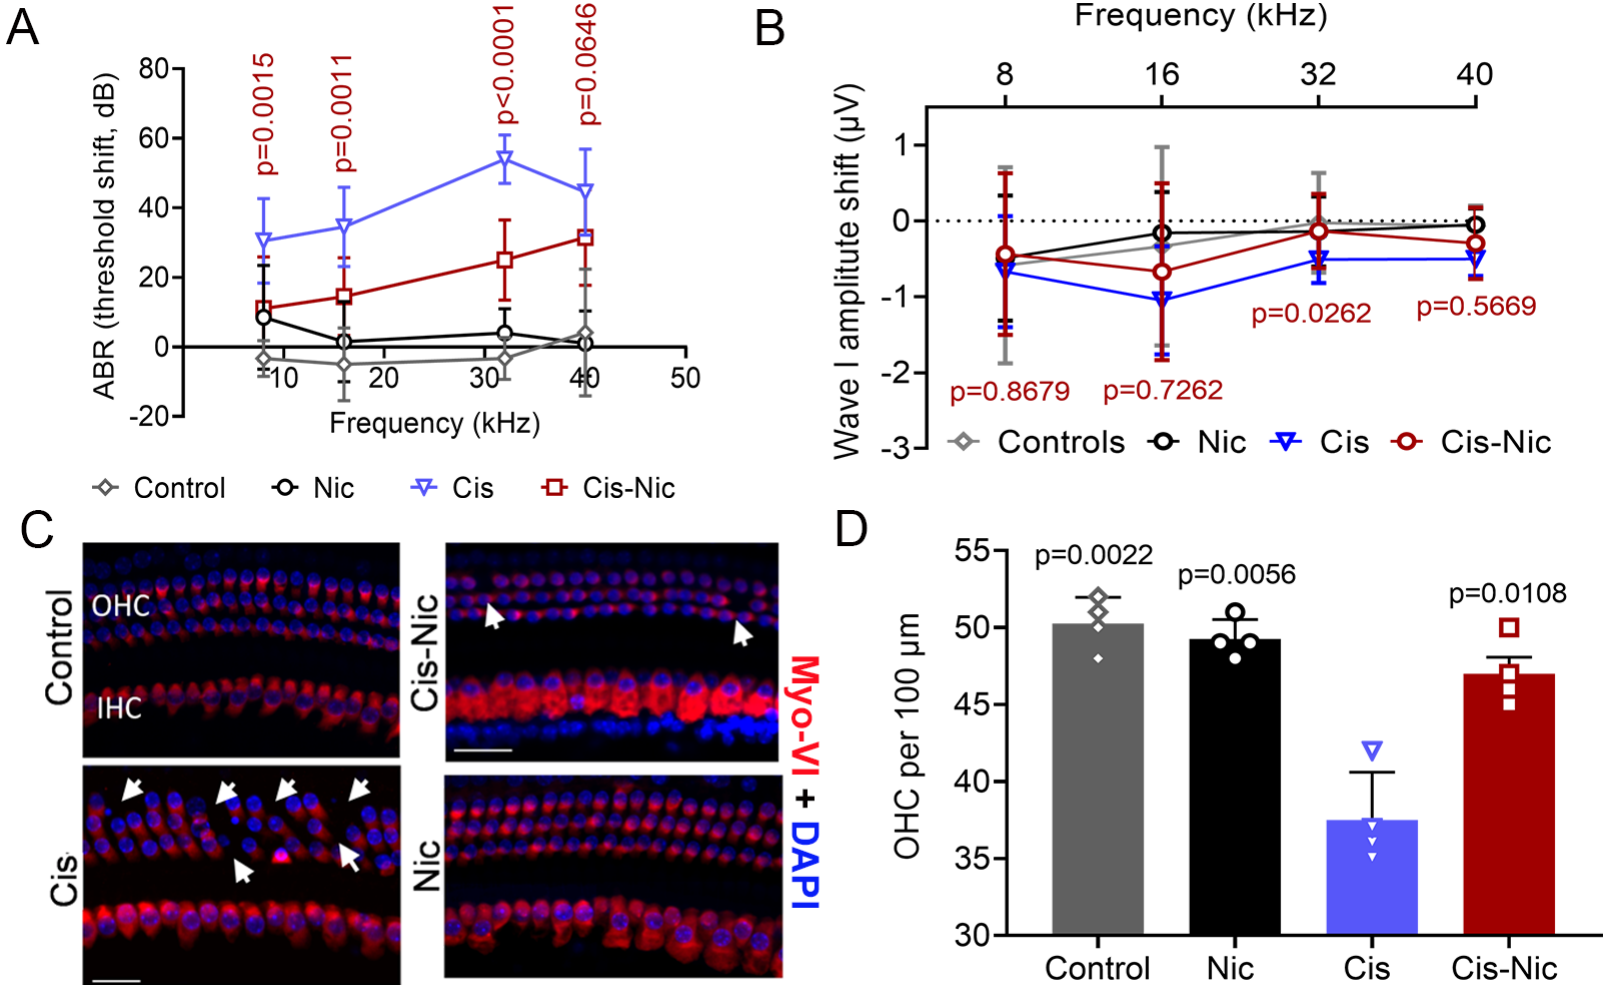 A
ABR (threshold shift, dB)
80
60
40
20
0
-20
p=0.0015
p=0.0011
p<0.0001
p=0.0646
10
20
30
40
50
Frequency (kHz)
Control
Nic
Cis
Cis-Nic
B
Frequency (kHz)
8
16
32
40
Wave I amplitude shift (µV)
1
0
-1
-2
-3
p=0.8679
p=0.7262
p=0.0262
p=0.5669
Controls
Nic
Cis
Cis-Nic
C
Control
OHC
IHC
Cis-Nic
Cis
Nic
Myo-VI + DAPI
D
OHC per 100 µm
55
50
45
40
35
30
p=0.0022
p=0.0056
p=0.0108
Control
Nic
Cis
Cis-Nic